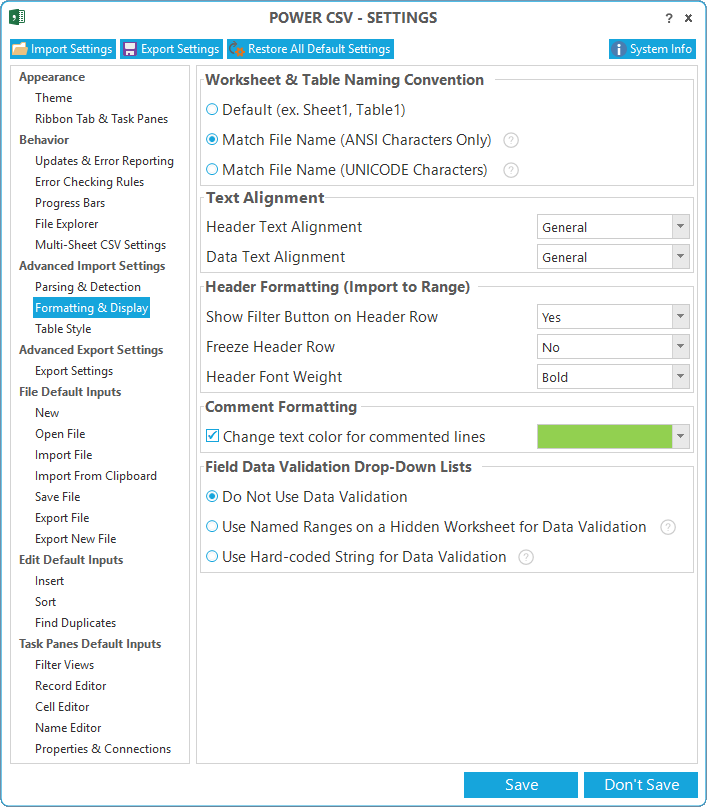 POWER CSV - SETTINGS
? x
Import Settings Export Settings Restore All Default Settings System Info
Appearance
Theme
Ribbon Tab & Task Panes
Behavior
Updates & Error Reporting
Error Checking Rules
Progress Bars
File Explorer
Multi-Sheet CSV Settings
Advanced Import Settings
Parsing & Detection
Formatting & Display
Table Style
Advanced Export Settings
Export Settings
File Default Inputs
New
Open File
Import File
Import From Clipboard
Save File
Export File
Export New File
Edit Default Inputs
Insert
Sort
Find Duplicates
Task Panes Default Inputs
Filter Views
Record Editor
Cell Editor
Name Editor
Properties & Connections
Worksheet & Table Naming Convention
Default (ex. Sheet1, Table1)
Match File Name (ANSI Characters Only) ?
Match File Name (UNICODE Characters) ?
Text Alignment
Header Text Alignment General
Data Text Alignment General
Header Formatting (Import to Range)
Show Filter Button on Header Row Yes
Freeze Header Row No
Header Font Weight Bold
Comment Formatting
Change text color for commented lines
Field Data Validation Drop-Down Lists
Do Not Use Data Validation
Use Named Ranges on a Hidden Worksheet for Data Validation ?
Use Hard-coded String for Data Validation ?
Save Don't Save